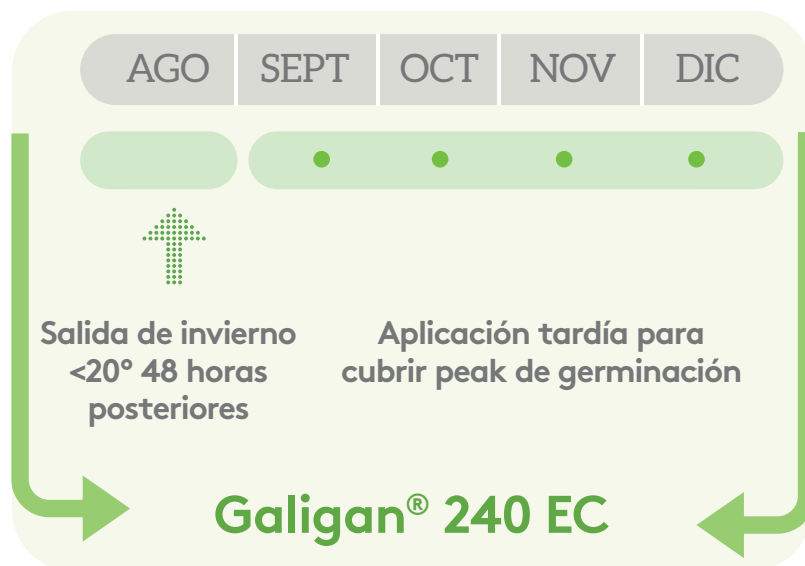 AGO SEPT OCT NOV DIC
Salida de invierno
<20° 48 horas
posteriores
Aplicación tardía para
cubrir peak de germinación
Galigan® 240 EC